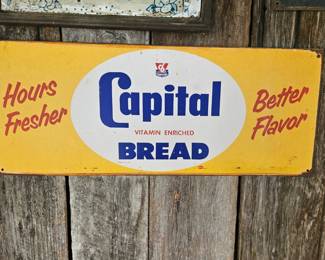 Hours
Fresher
Capital
VITAMIN ENRICHED
BREAD
Better
Flavor